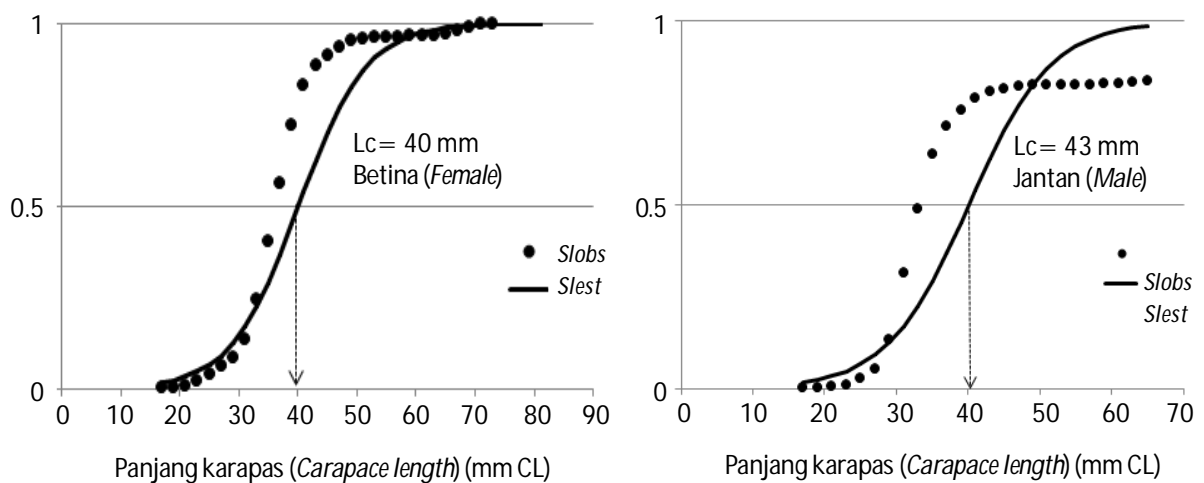 1
0.5
0
Lc= 40 mm
Betina (Female)
Slobs
Slest
0 10 20 30 40 50 60 70 80 90
Panjang karapas (Carapace length) (mm CL)
1
0.5
0
Lc= 43 mm
Jantan (Male)
Slobs
Slest
0 10 20 30 40 50 60 70
Panjang karapas (Carapace length) (mm CL)